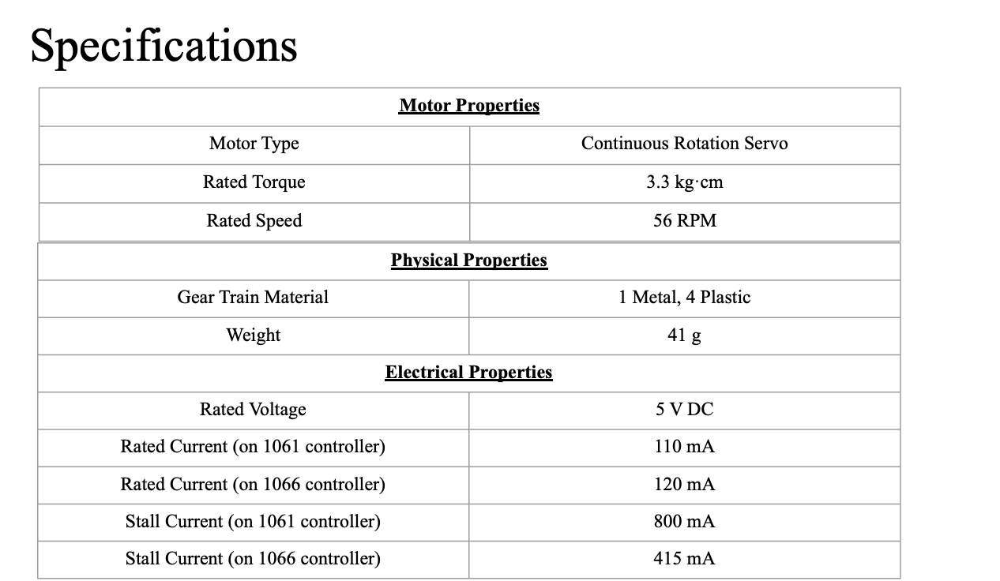 Specifications
Motor Properties
Motor Type Continuous Rotation Servo
Rated Torque 3.3 kg·cm
Rated Speed 56 RPM
Physical Properties
Gear Train Material 1 Metal, 4 Plastic
Weight 41 g
Electrical Properties
Rated Voltage 5 V DC
Rated Current (on 1061 controller) 110 mA
Rated Current (on 1066 controller) 120 mA
Stall Current (on 1061 controller) 800 mA
Stall Current (on 1066 controller) 415 mA